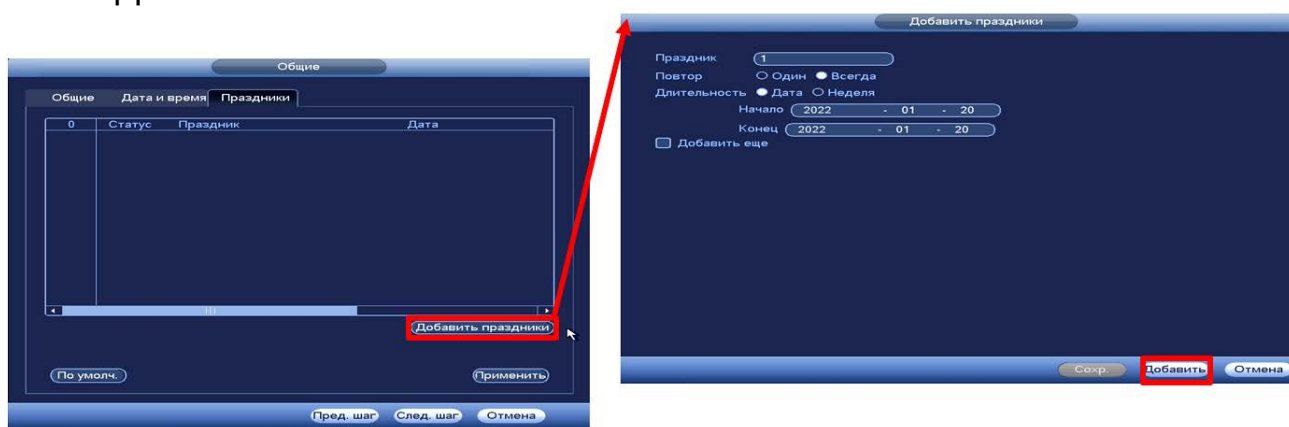 Общие
Общие Дата и время Праздники
0 Статус Праздник Дата
Добавить праздники
По умолч. Применить
Пред. шаг След. шаг Отмена
Добавить праздники
Праздник 1
Повтор Один Всегда
Длительность Дата Неделя
Начало 2022 - 01 - 20
Конец 2022 - 01 - 20
Добавить еще
Сохр. Добавить Отмена